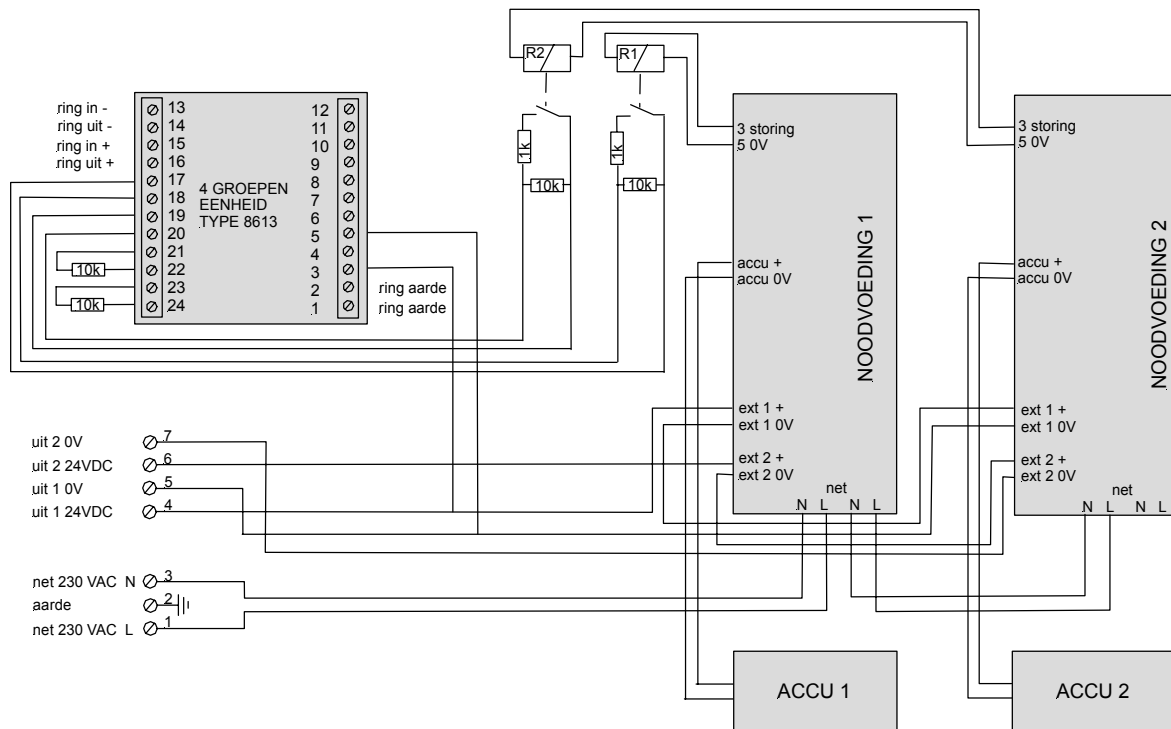 R2
R1
ring in -
ring uit -
ring in +
ring uit +
13
14
15
16
17
18
19
20
21
22
23
24
4 GROEPEN
EENHEID
TYPE 8613
12
11
10
9
8
7
6
5
4
3
2
1
ring aarde
ring aarde
10k
10k
1k
10k
1k
10k
3 storing
5 0V
accu +
accu 0V
NOODVOEDING 1
ext 1 +
ext 1 0V
ext 2 +
ext 2 0V
net
N L N L
3 storing
5 0V
accu +
accu 0V
NOODVOEDING 2
ext 1 +
ext 1 0V
ext 2 +
ext 2 0V
net
N L N L
uit 2 0V 7
uit 2 24VDC 6
uit 1 0V 5
uit 1 24VDC 4
net 230 VAC N 3
aarde 2
net 230 VAC L 1
ACCU 1
ACCU 2